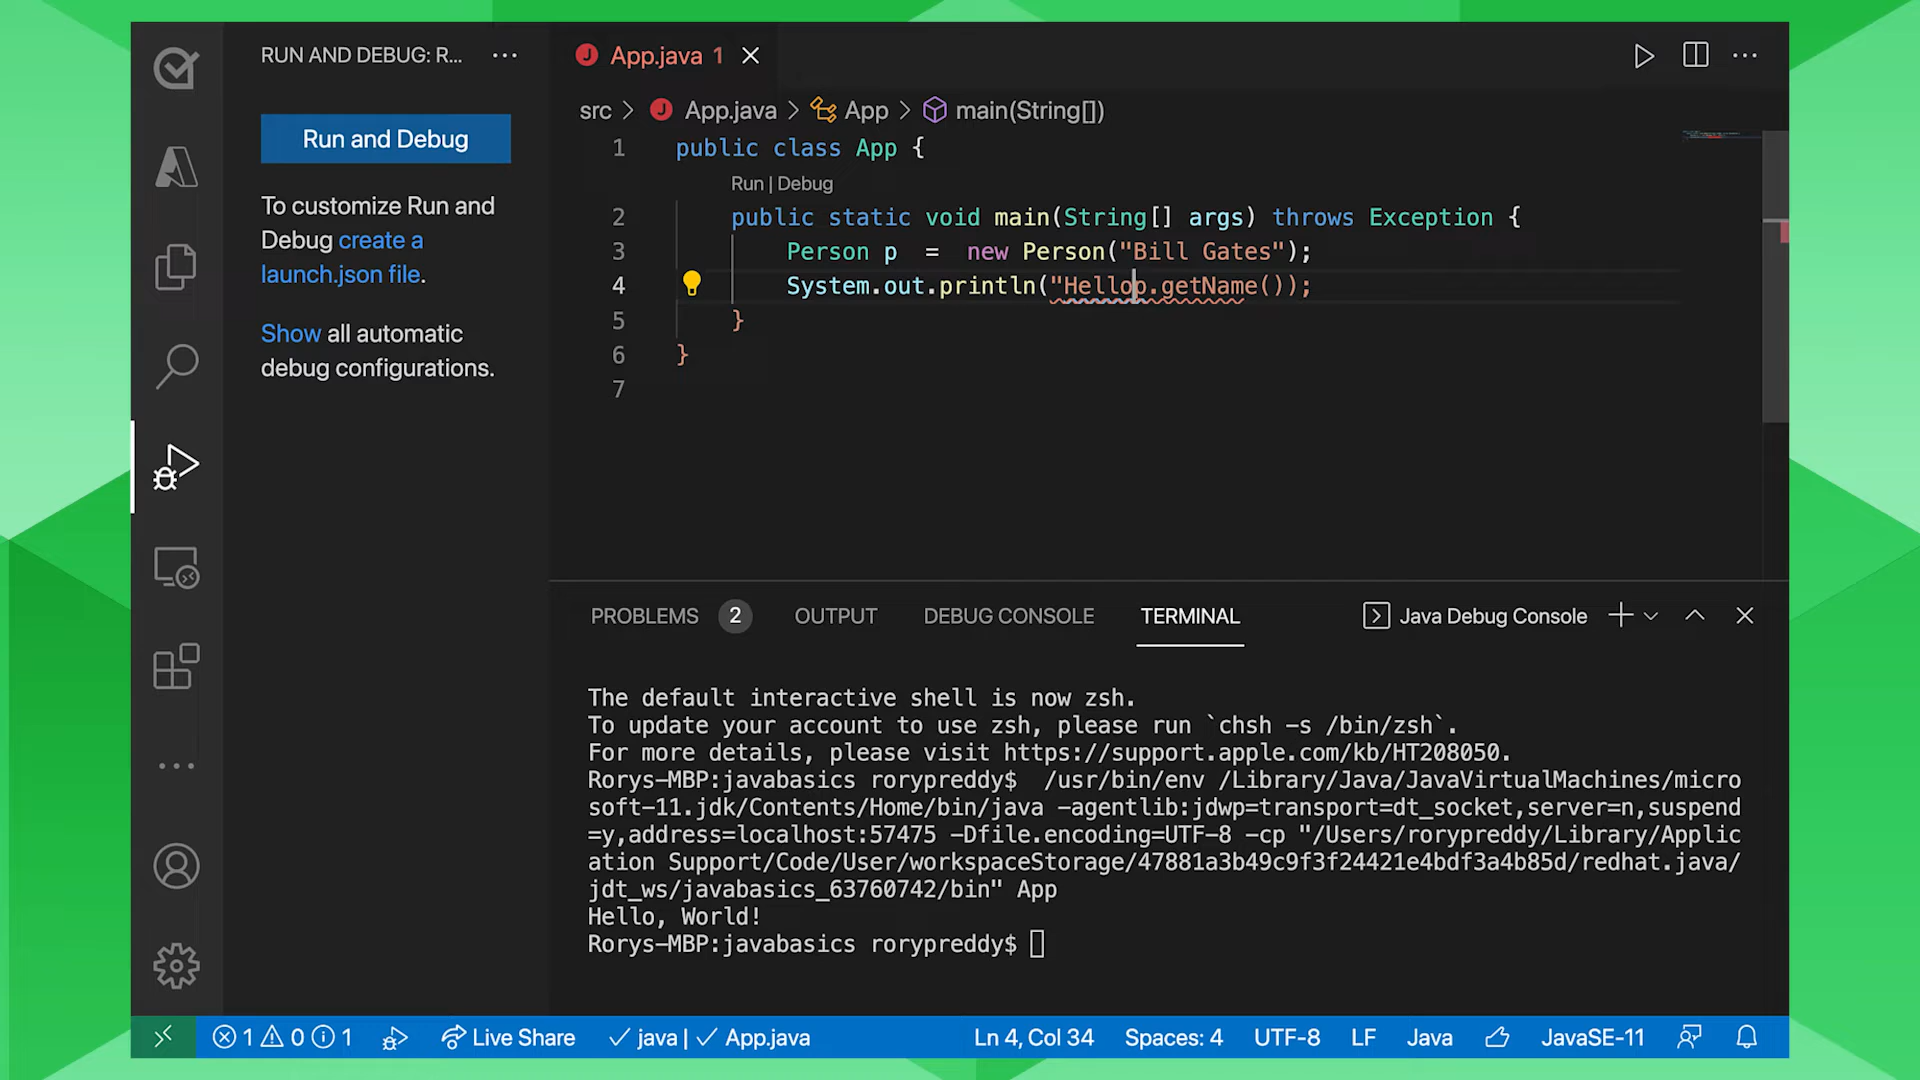 RUN AND DEBUG: R... ...
App.java 1
Run and Debug
To customize Run and
Debug create a
launch.json file.
Show all automatic
debug configurations.
src > App.java > App > main(String[])
1 public class App {
Run | Debug
2 public static void main(String[] args) throws Exception {
3 Person p = new Person("Bill Gates");
4 System.out.println("Hellop.getName());
5 }
6 }
7
PROBLEMS 2 OUTPUT DEBUG CONSOLE TERMINAL Java Debug Console
The default interactive shell is now zsh.
To update your account to use zsh, please run `chsh -s /bin/zsh`.
For more details, please visit https://support.apple.com/kb/HT208050.
Rorys-MBP:javabasics rorypreddy$  /usr/bin/env /Library/Java/JavaVirtualMachines/micro
soft-11.jdk/Contents/Home/bin/java -agentlib:jdwp=transport=dt_socket,server=n,suspend
=y,address=localhost:57475 -Dfile.encoding=UTF-8 -cp "/Users/rorypreddy/Library/Applic
ation Support/Code/User/workspaceStorage/47881a3b49c9f3f24421e4bdf3a4b85d/redhat.java/
jdt_ws/javabasics_63760742/bin" App
Hello, World!
Rorys-MBP:javabasics rorypreddy$
1 0 1 Live Share java | App.java Ln 4, Col 34 Spaces: 4 UTF-8 LF Java JavaSE-11